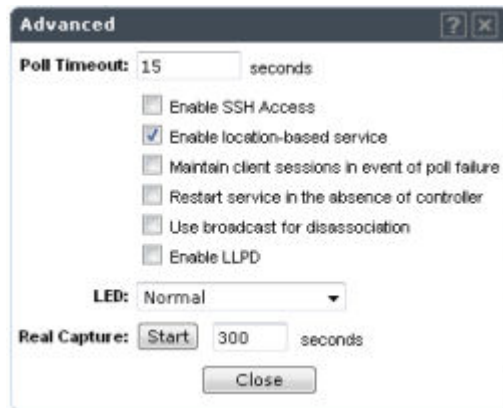 Advanced ? ×
Poll Timeout: 15 seconds
Enable SSH Access
Enable location-based service
Maintain client sessions in event of poll failure
Restart service in the absence of controller
Use broadcast for disassociation
Enable LLPD
LED: Normal
Real Capture: Start 300 seconds
Close